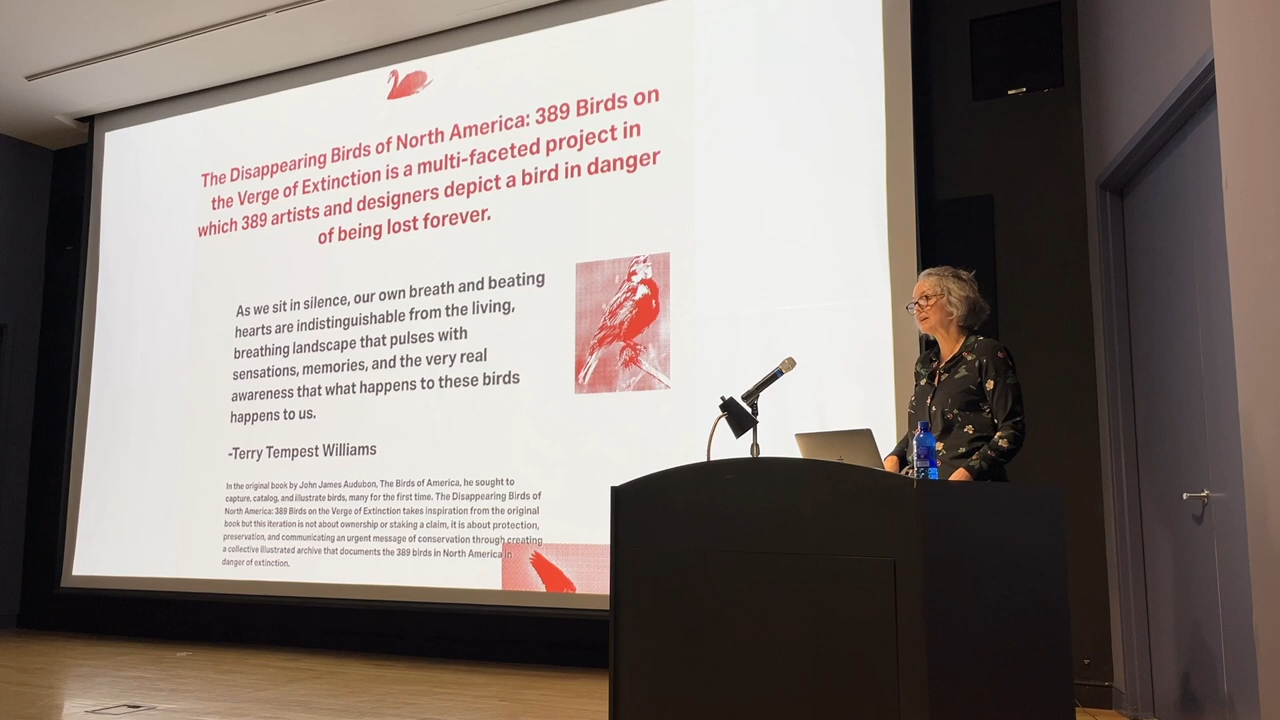 The Disappearing Birds of North America: 389 Birds on
the Verge of Extinction is a multi-faceted project in
which 389 artists and designers depict a bird in danger
of being lost forever.
As we sit in silence, our own breath and beating
hearts are indistinguishable from the living,
breathing landscape that pulses with
sensations, memories, and the very real
awareness that what happens to these birds
happens to us.
-Terry Tempest Williams
In the original book by John James Audubon, The Birds of America, he sought to
capture, catalog, and illustrate birds, many for the first time. The Disappearing Birds of
North America: 389 Birds on the Verge of Extinction takes inspiration from the original
book but this iteration is not about ownership or staking a claim, it is about protection,
preservation, and communicating an urgent message of conservation through creating
a collective illustrated archive that documents the 389 birds in North America in
danger of extinction.